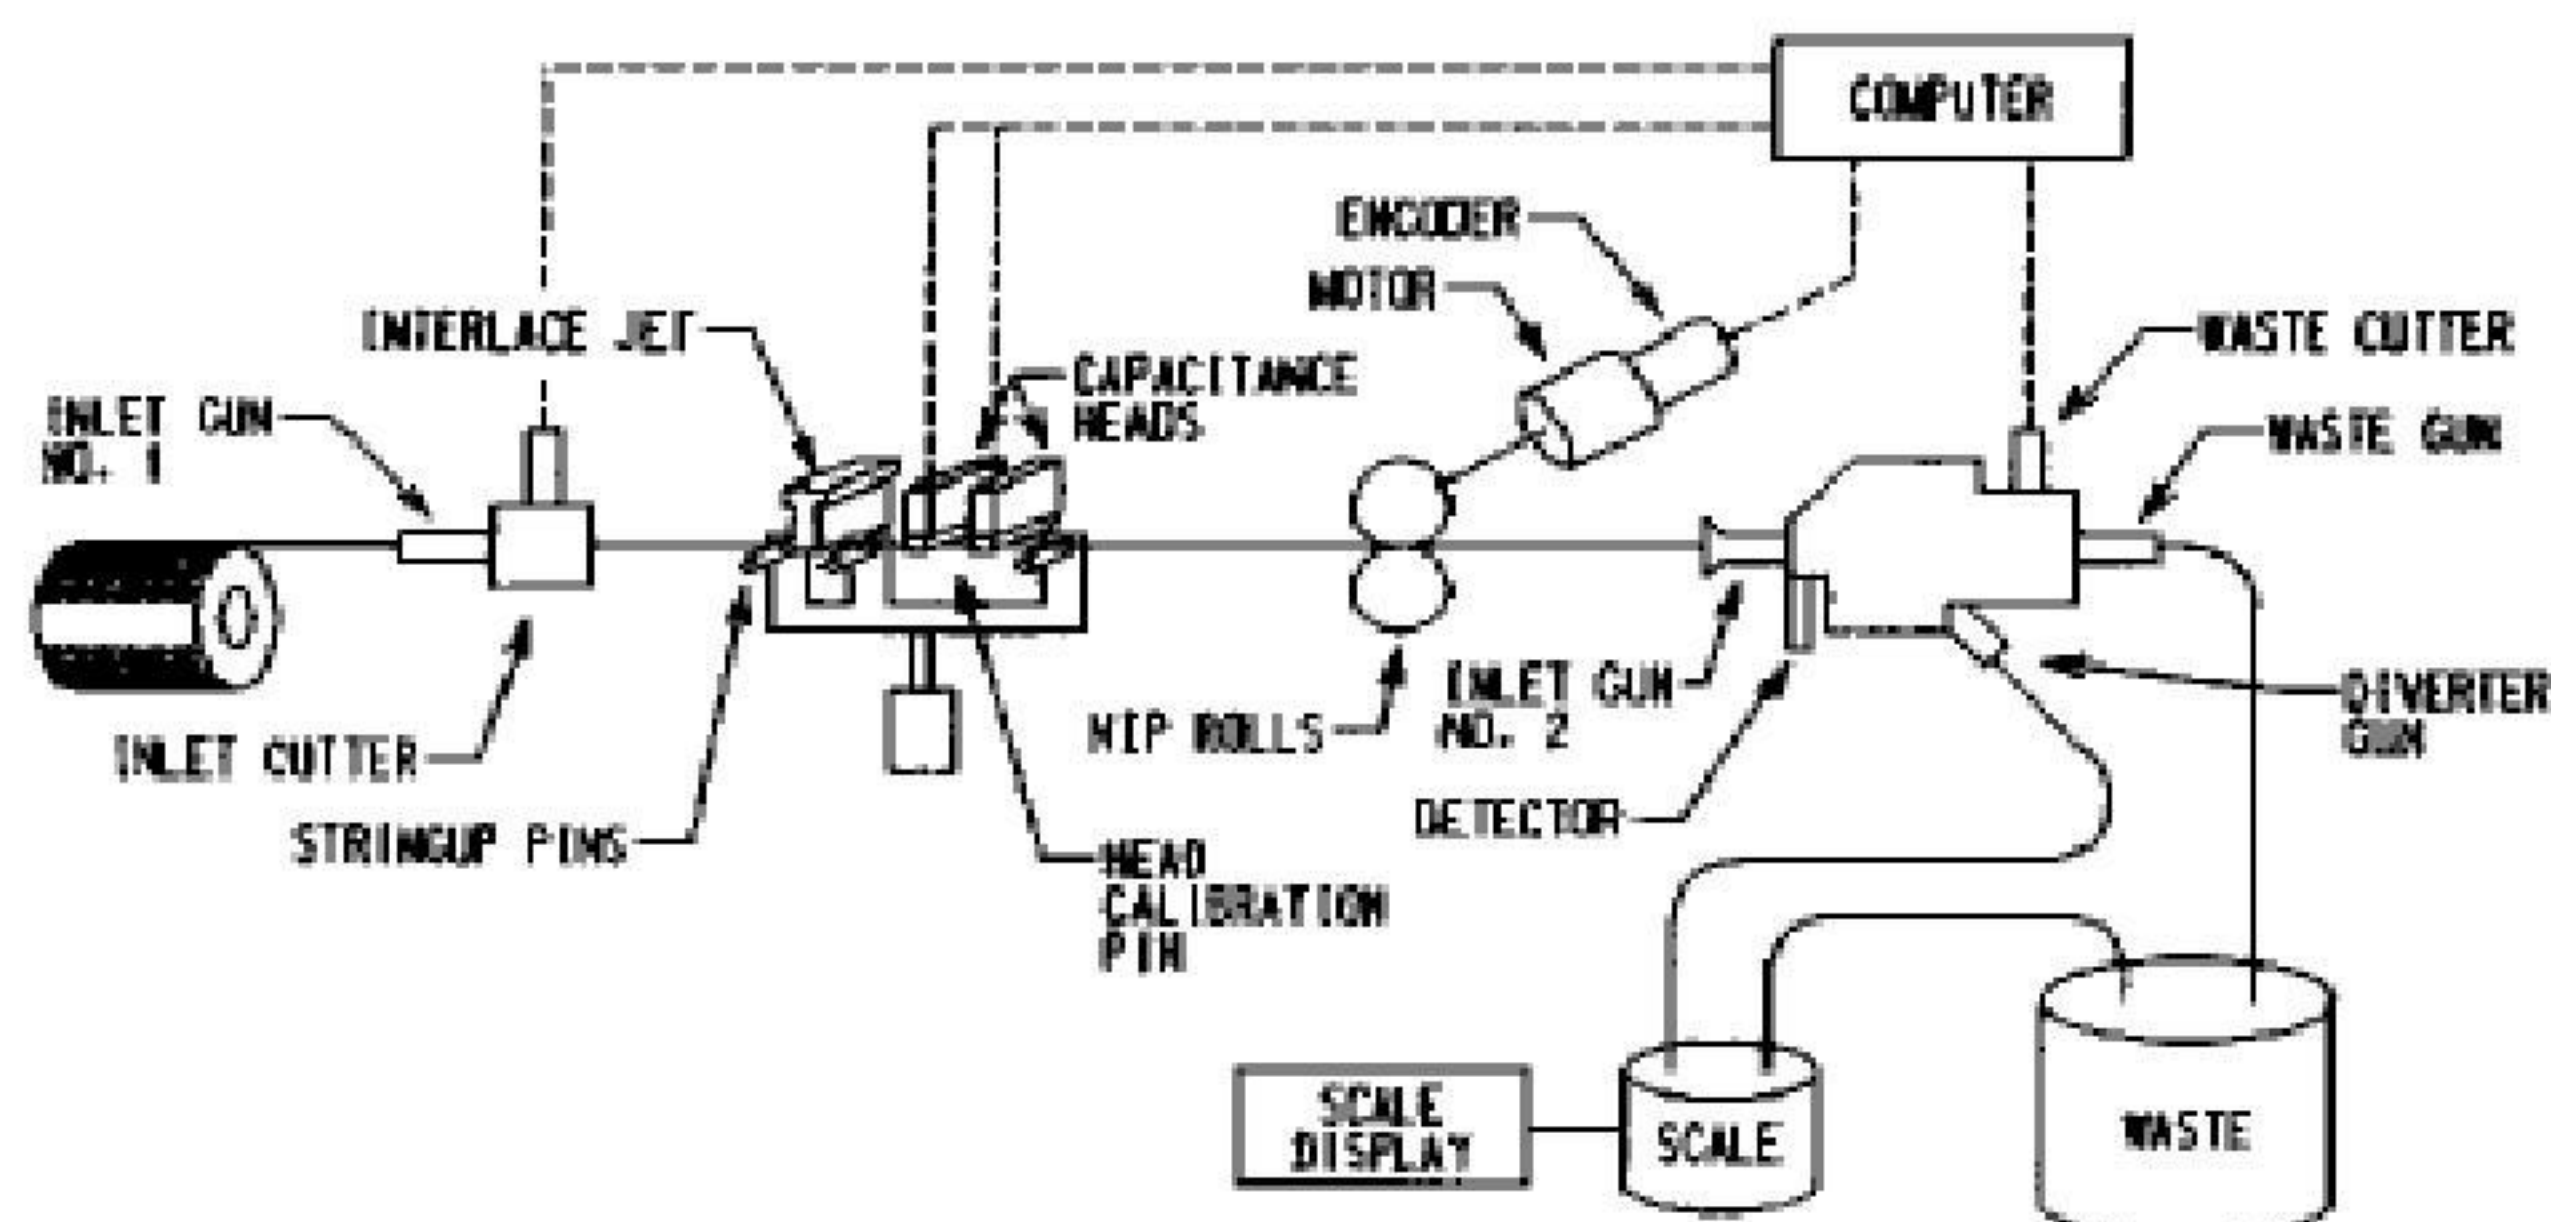 COMPUTER
ENCODER
MOTOR
INTERLACE JET
WASTE CUTTER
CAPACITANCE
HEADS
INLET GUN
NO. 1
WASTE GUN
INLET GUN
NO. 2
DIVERTER
GUN
NIP ROLLS
INLET CUTTER
DETECTOR
STRINGUP PINS
HEAD
CALIBRATION
PIN
SCALE
DISPLAY
SCALE
WASTE